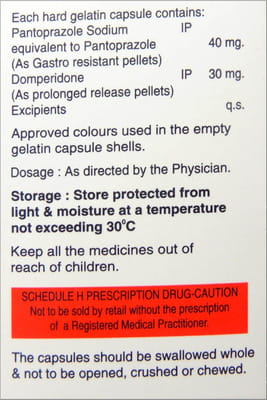 Each hard gelatin capsule contains:
Pantoprazole Sodium IP
equivalent to Pantoprazole 40 mg.
(As Gastro resistant pellets)
Domperidone IP 30 mg.
(As prolonged release pellets)
Excipients q.s.
Approved colours used in the empty
gelatin capsule shells.
Dosage : As directed by the Physician.
Storage : Store protected from
light & moisture at a temperature
not exceeding 30°C
Keep all the medicines out of
reach of children.
SCHEDULE H PRESCRIPTION DRUG-CAUTION
Not to be sold by retail without the prescription
of a Registered Medical Practitioner.
The capsules should be swallowed whole
& not to be opened, crushed or chewed.